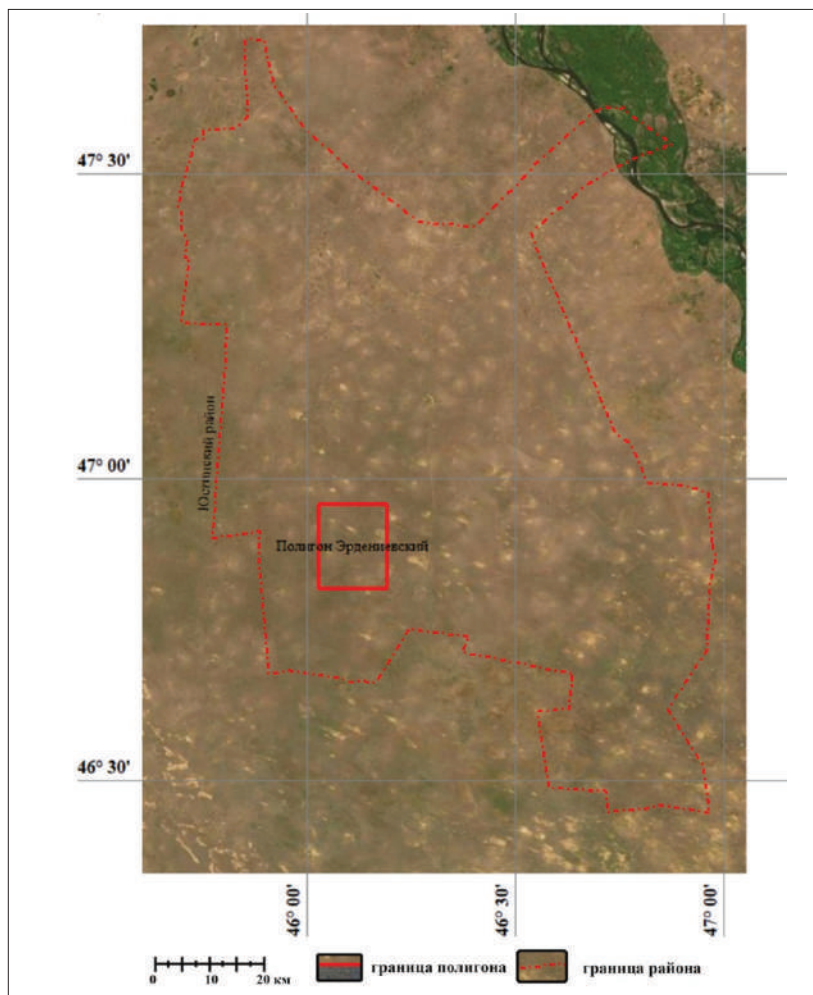 47° 30'
Юстинский район
47° 00'
Полигон Эрдениевский
46° 30'
46° 00'
46° 30'
47° 00'
0 10 20 км
граница полигона
граница района